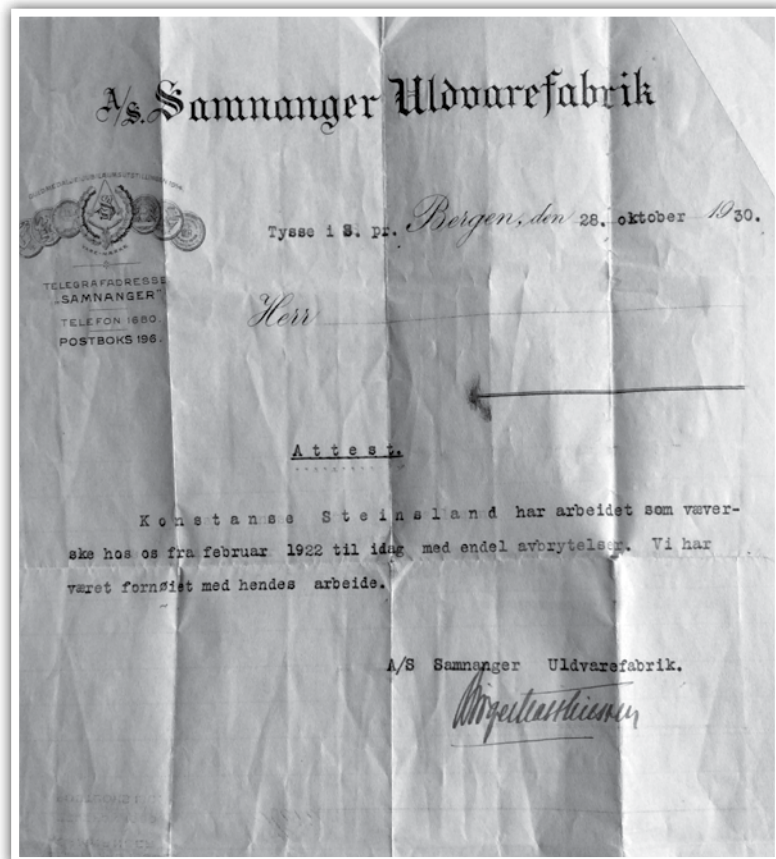 A/S. Samnanger Uldvarefabrik
Tysse i S. pr. Bergen, den 28. oktober 1930.
TELEGRAFADRESSE
„SAMNANGER”
TELEFON 1680.
POSTBOKS 196.
Herr
Attest.
Konstanse Steinsland har arbeidet som væver-
ske hos os fra februar 1922 til idag med endel avbrytelser. Vi har
været fornøiet med hendes arbeide.
A/S Samnanger Uldvarefabrik.